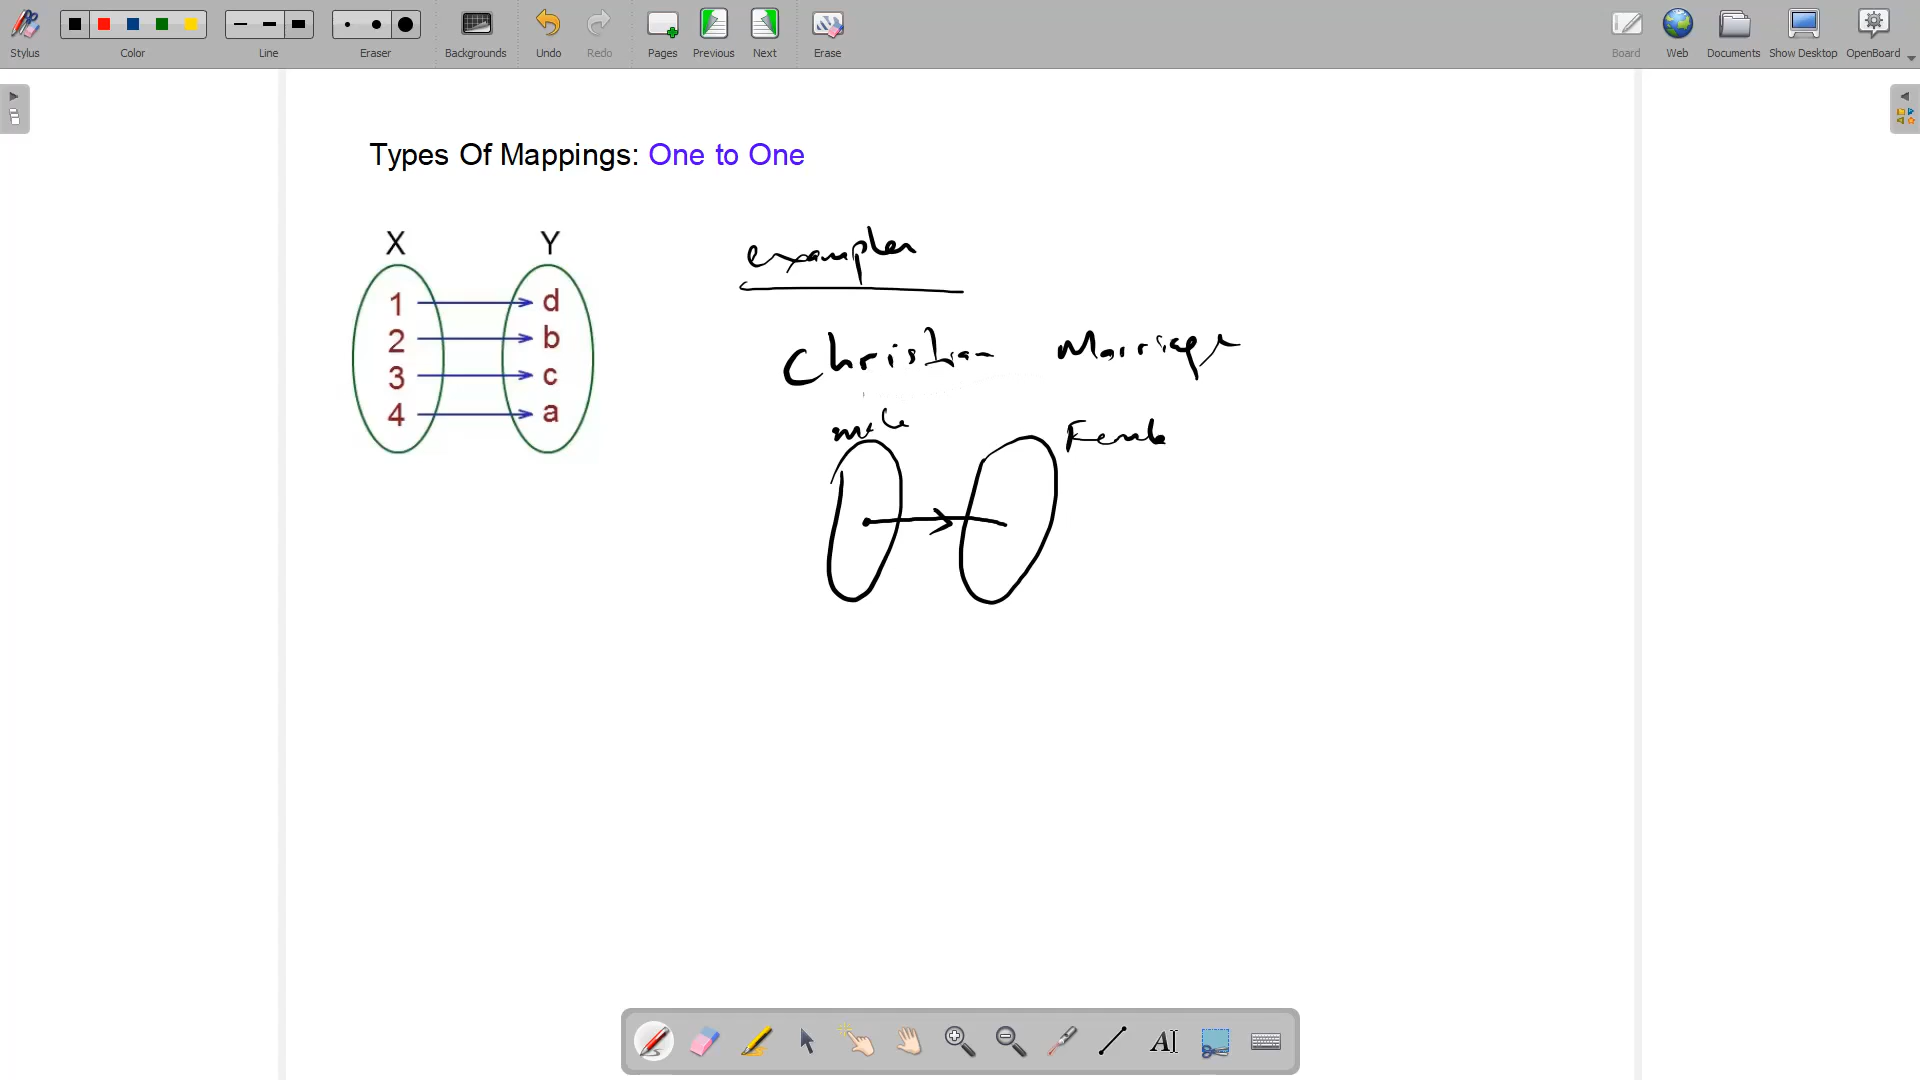 Stylus
Color
Line
Eraser
Backgrounds
Undo
Redo
Pages
Previous
Next
Erase
Board
Web
Documents
Show Desktop
OpenBoard
Types Of Mappings: One to One
X Y
1 d
2 b
3 c
4 a
examples
Christian Marriage
male Female
AI